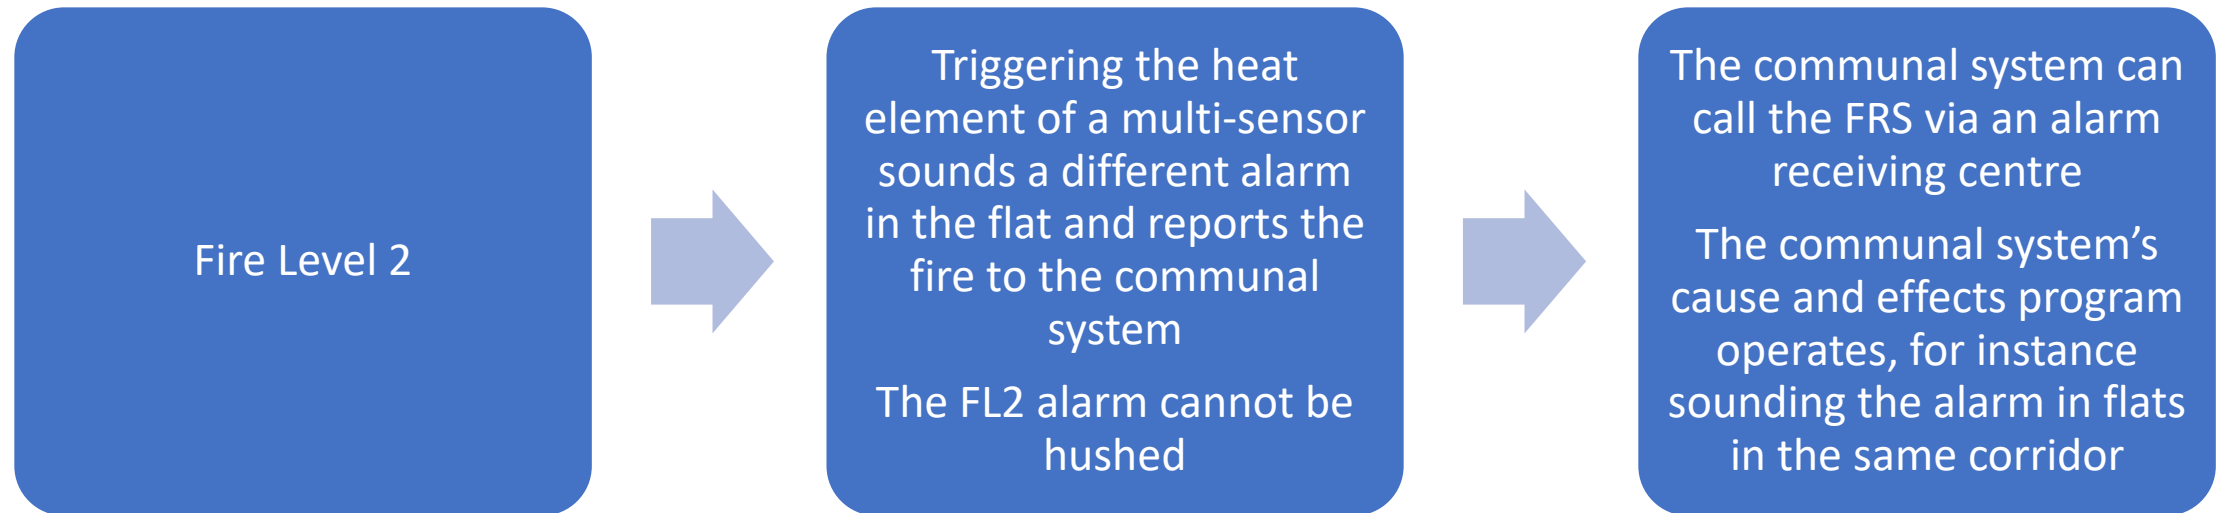 Fire Level 2
Triggering the heat
element of a multi-sensor
sounds a different alarm
in the flat and reports the
fire to the communal
system
The FL2 alarm cannot be
hushed
The communal system can
call the FRS via an alarm
receiving centre
The communal system’s
cause and effects program
operates, for instance
sounding the alarm in flats
in the same corridor